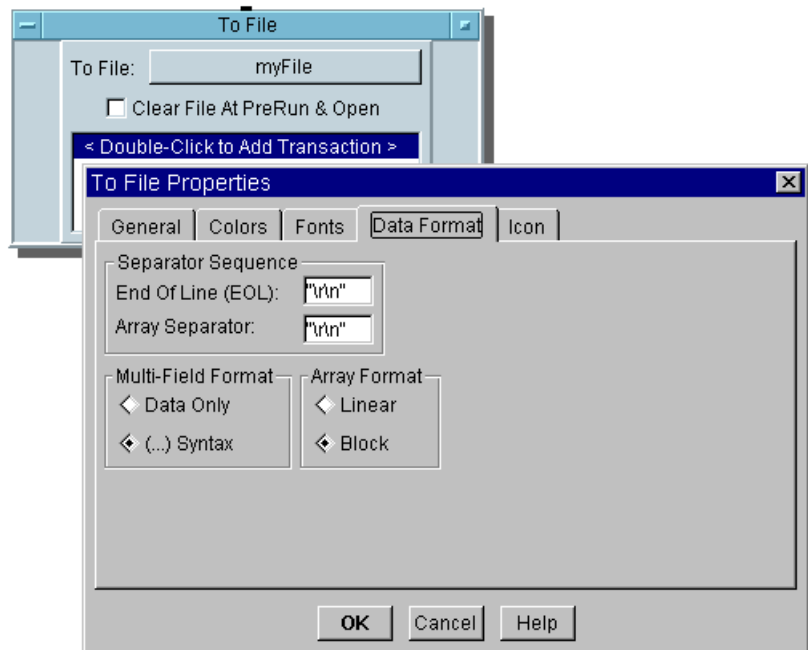 To File
To File: myFile
Clear File At PreRun & Open
< Double-Click to Add Transaction >
To File Properties
General Colors Fonts Data Format Icon
Separator Sequence
End Of Line (EOL): "\r\n"
Array Separator: "\r\n"
Multi-Field Format Array Format
Data Only Linear
(...) Syntax Block
OK Cancel Help